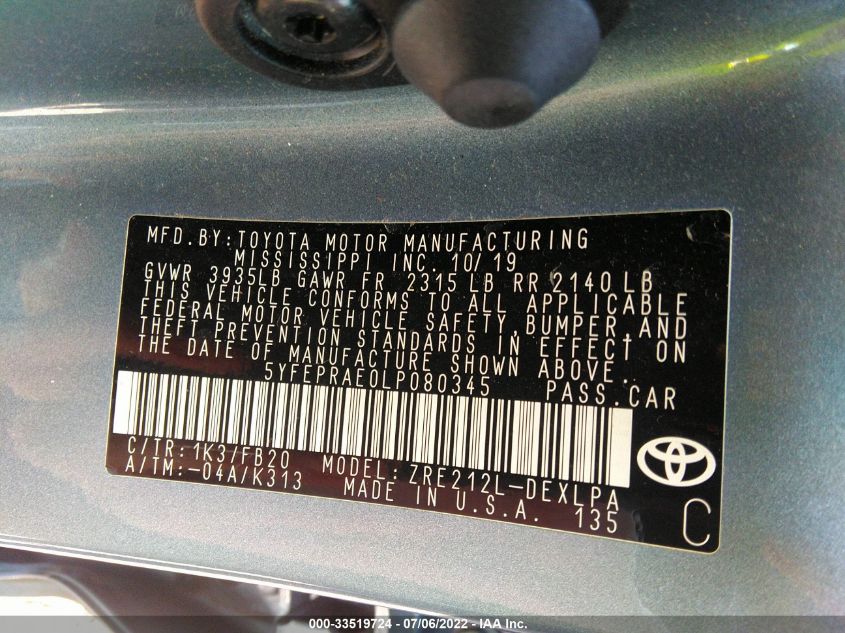 MFD.BY:TOYOTA MOTOR MANUFACTURING
MISSISSIPPI INC. 10/19
GVWR 3935LB GAWR FR 2315 LB RR 2140 LB
THIS VEHICLE CONFORMS TO ALL APPLICABLE
FEDERAL MOTOR VEHICLE SAFETY,BUMPER,AND
THEFT PREVENTION STANDARDS IN EFFECT ON
THE DATE OF MANUFACTURE SHOWN ABOVE.
5YFEPRAE0LP080345 PASS.CAR
C/TR:1K3/FB20 MODEL:ZRE212L-DEXLPA
A/TM:-04A/K313 MADE IN U.S.A. 135
C
000-33519724 - 07/06/2022 - IAA Inc.